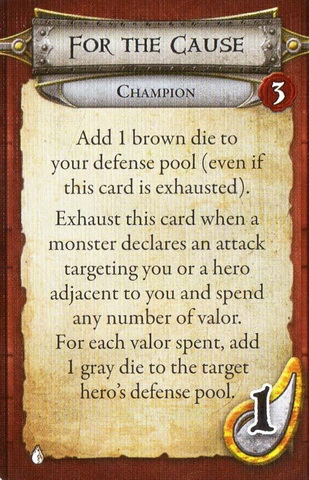 For the Cause
Champion
3
Add 1 brown die to
your defense pool (even if
this card is exhausted).
Exhaust this card when a
monster declares an attack
targeting you or a hero
adjacent to you and spend
any number of valor.
For each valor spent, add
1 gray die to the target
hero's defense pool.
1